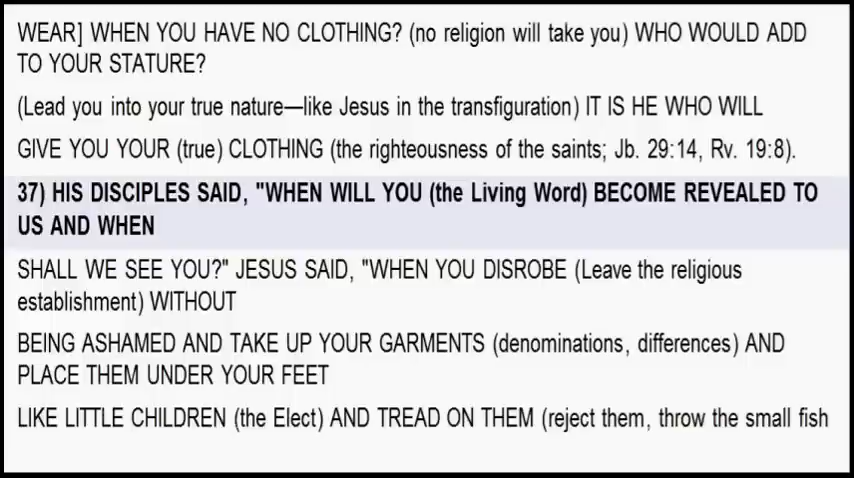 WEAR] WHEN YOU HAVE NO CLOTHING? (no religion will take you) WHO WOULD ADD
TO YOUR STATURE?
(Lead you into your true nature—like Jesus in the transfiguration) IT IS HE WHO WILL
GIVE YOU YOUR (true) CLOTHING (the righteousness of the saints; Jb. 29:14, Rv. 19:8).
37) HIS DISCIPLES SAID, "WHEN WILL YOU (the Living Word) BECOME REVEALED TO
US AND WHEN
SHALL WE SEE YOU?" JESUS SAID, "WHEN YOU DISROBE (Leave the religious
establishment) WITHOUT
BEING ASHAMED AND TAKE UP YOUR GARMENTS (denominations, differences) AND
PLACE THEM UNDER YOUR FEET
LIKE LITTLE CHILDREN (the Elect) AND TREAD ON THEM (reject them, throw the small fish